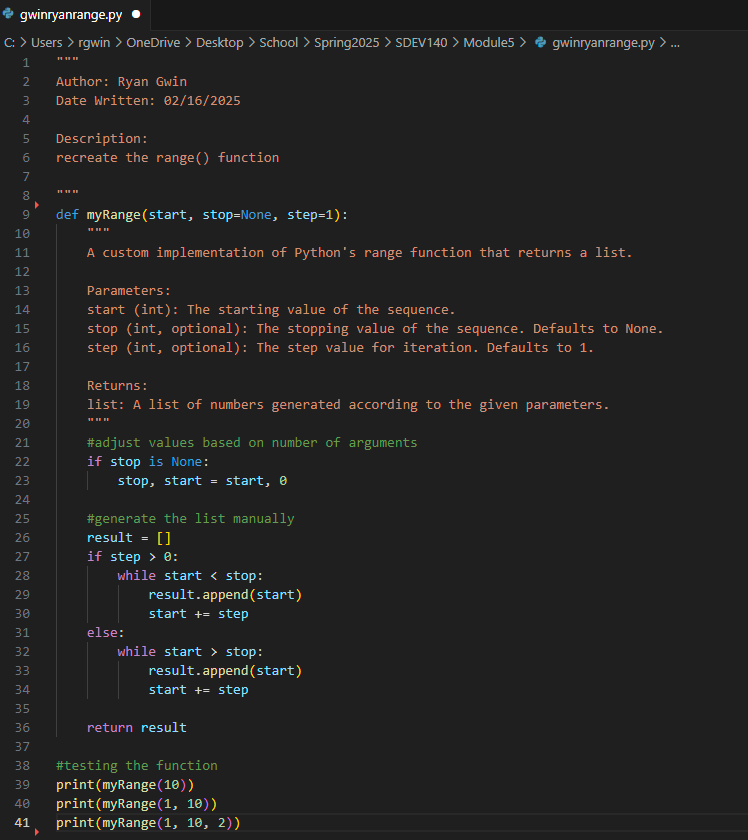 gwinryanrange.py
C: > Users > rgwin > OneDrive > Desktop > School > Spring2025 > SDEV140 > Module5 > gwinryanrange.py > ...
1 """
2 Author: Ryan Gwin
3 Date Written: 02/16/2025
4
5 Description:
6 recreate the range() function
7
8 """
9 def myRange(start, stop=None, step=1):
10     """
11     A custom implementation of Python's range function that returns a list.
12
13     Parameters:
14     start (int): The starting value of the sequence.
15     stop (int, optional): The stopping value of the sequence. Defaults to None.
16     step (int, optional): The step value for iteration. Defaults to 1.
17
18     Returns:
19     list: A list of numbers generated according to the given parameters.
20     """
21     #adjust values based on number of arguments
22     if stop is None:
23         stop, start = start, 0
24
25     #generate the list manually
26     result = []
27     if step > 0:
28         while start < stop:
29             result.append(start)
30             start += step
31     else:
32         while start > stop:
33             result.append(start)
34             start += step
35
36     return result
37
38 #testing the function
39 print(myRange(10))
40 print(myRange(1, 10))
41 print(myRange(1, 10, 2))